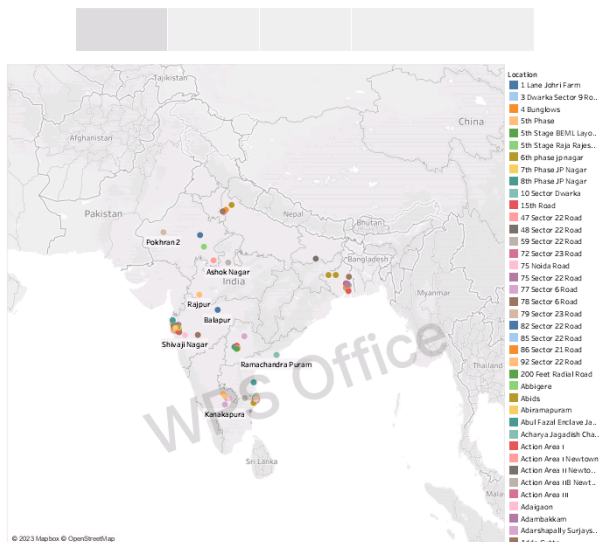 Tajikistan
China
Afghanistan
Pakistan
Nepal
Bhutan
Pokhran 2
Bangladesh
Ashok Nagar
India
Myanmar
Rajpur
Balapur
Shivaji Nagar
Ramachandra Puram
Thailand
Kanakapura
Sri Lanka
Mala
WPS Office
© 2023 Mapbox © OpenStreetMap
Location
1 Lane Johri Farm
3 Dwarka Sector 9 Ro..
4 Bunglows
5th Phase
5th Stage BEML Layo..
5th Stage Raja Rajes..
6th phase jp nagar
7th Phase JP Nagar
8th Phase JP Nagar
10 Sector Dwarka
15th Road
47 Sector 22 Road
48 Sector 22 Road
59 Sector 22 Road
72 Sector 23 Road
75 Noida Road
75 Sector 22 Road
77 Sector 6 Road
78 Sector 6 Road
79 Sector 23 Road
82 Sector 22 Road
85 Sector 22 Road
86 Sector 21 Road
92 Sector 22 Road
200 Feet Radial Road
Abbigere
Abids
Abiramapuram
Abul Fazal Enclave Ja..
Acharya Jagadish Cha..
Action Area I
Action Area I Newtown
Action Area II Newto..
Action Area IIB Newt..
Action Area III
Adaigaon
Adambakkam
Adarshapally Surjays..